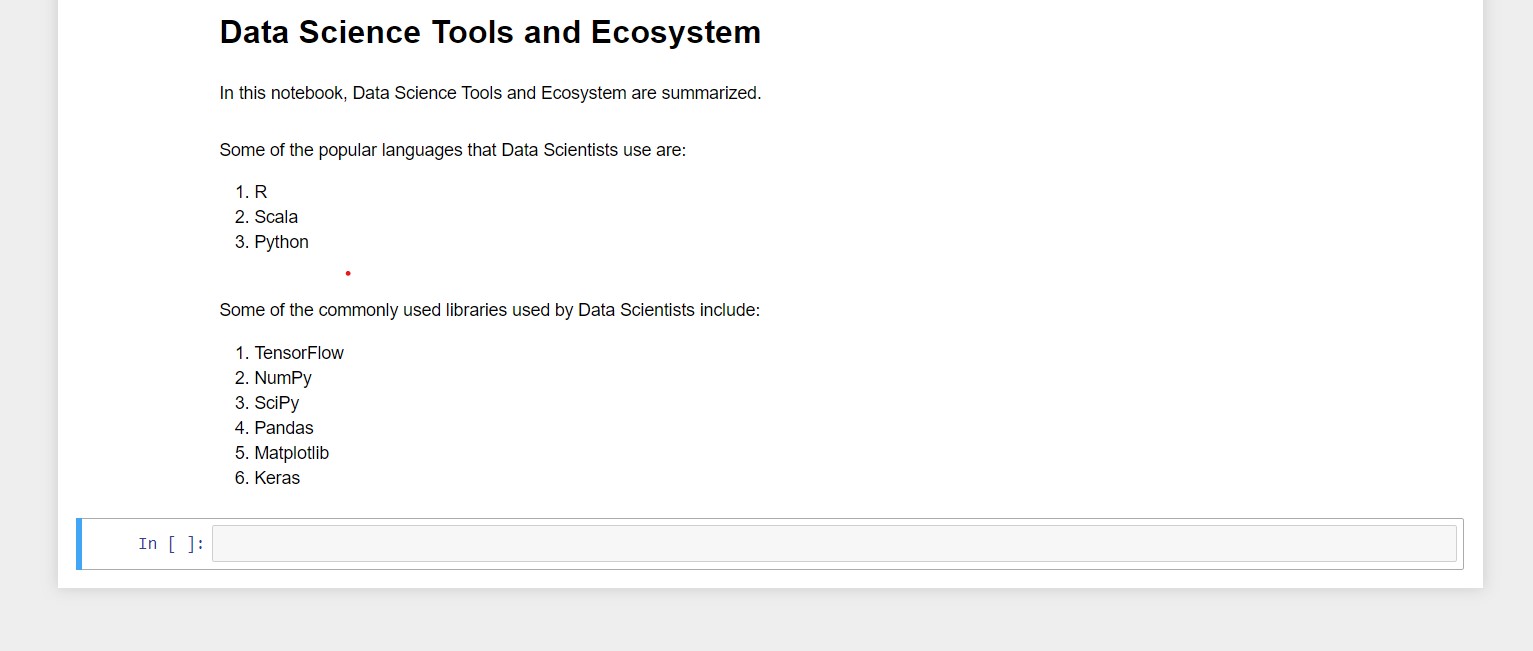 Data Science Tools and Ecosystem
In this notebook, Data Science Tools and Ecosystem are summarized.
Some of the popular languages that Data Scientists use are:
1. R
2. Scala
3. Python
Some of the commonly used libraries used by Data Scientists include:
1. TensorFlow
2. NumPy
3. SciPy
4. Pandas
5. Matplotlib
6. Keras
In [ ]: